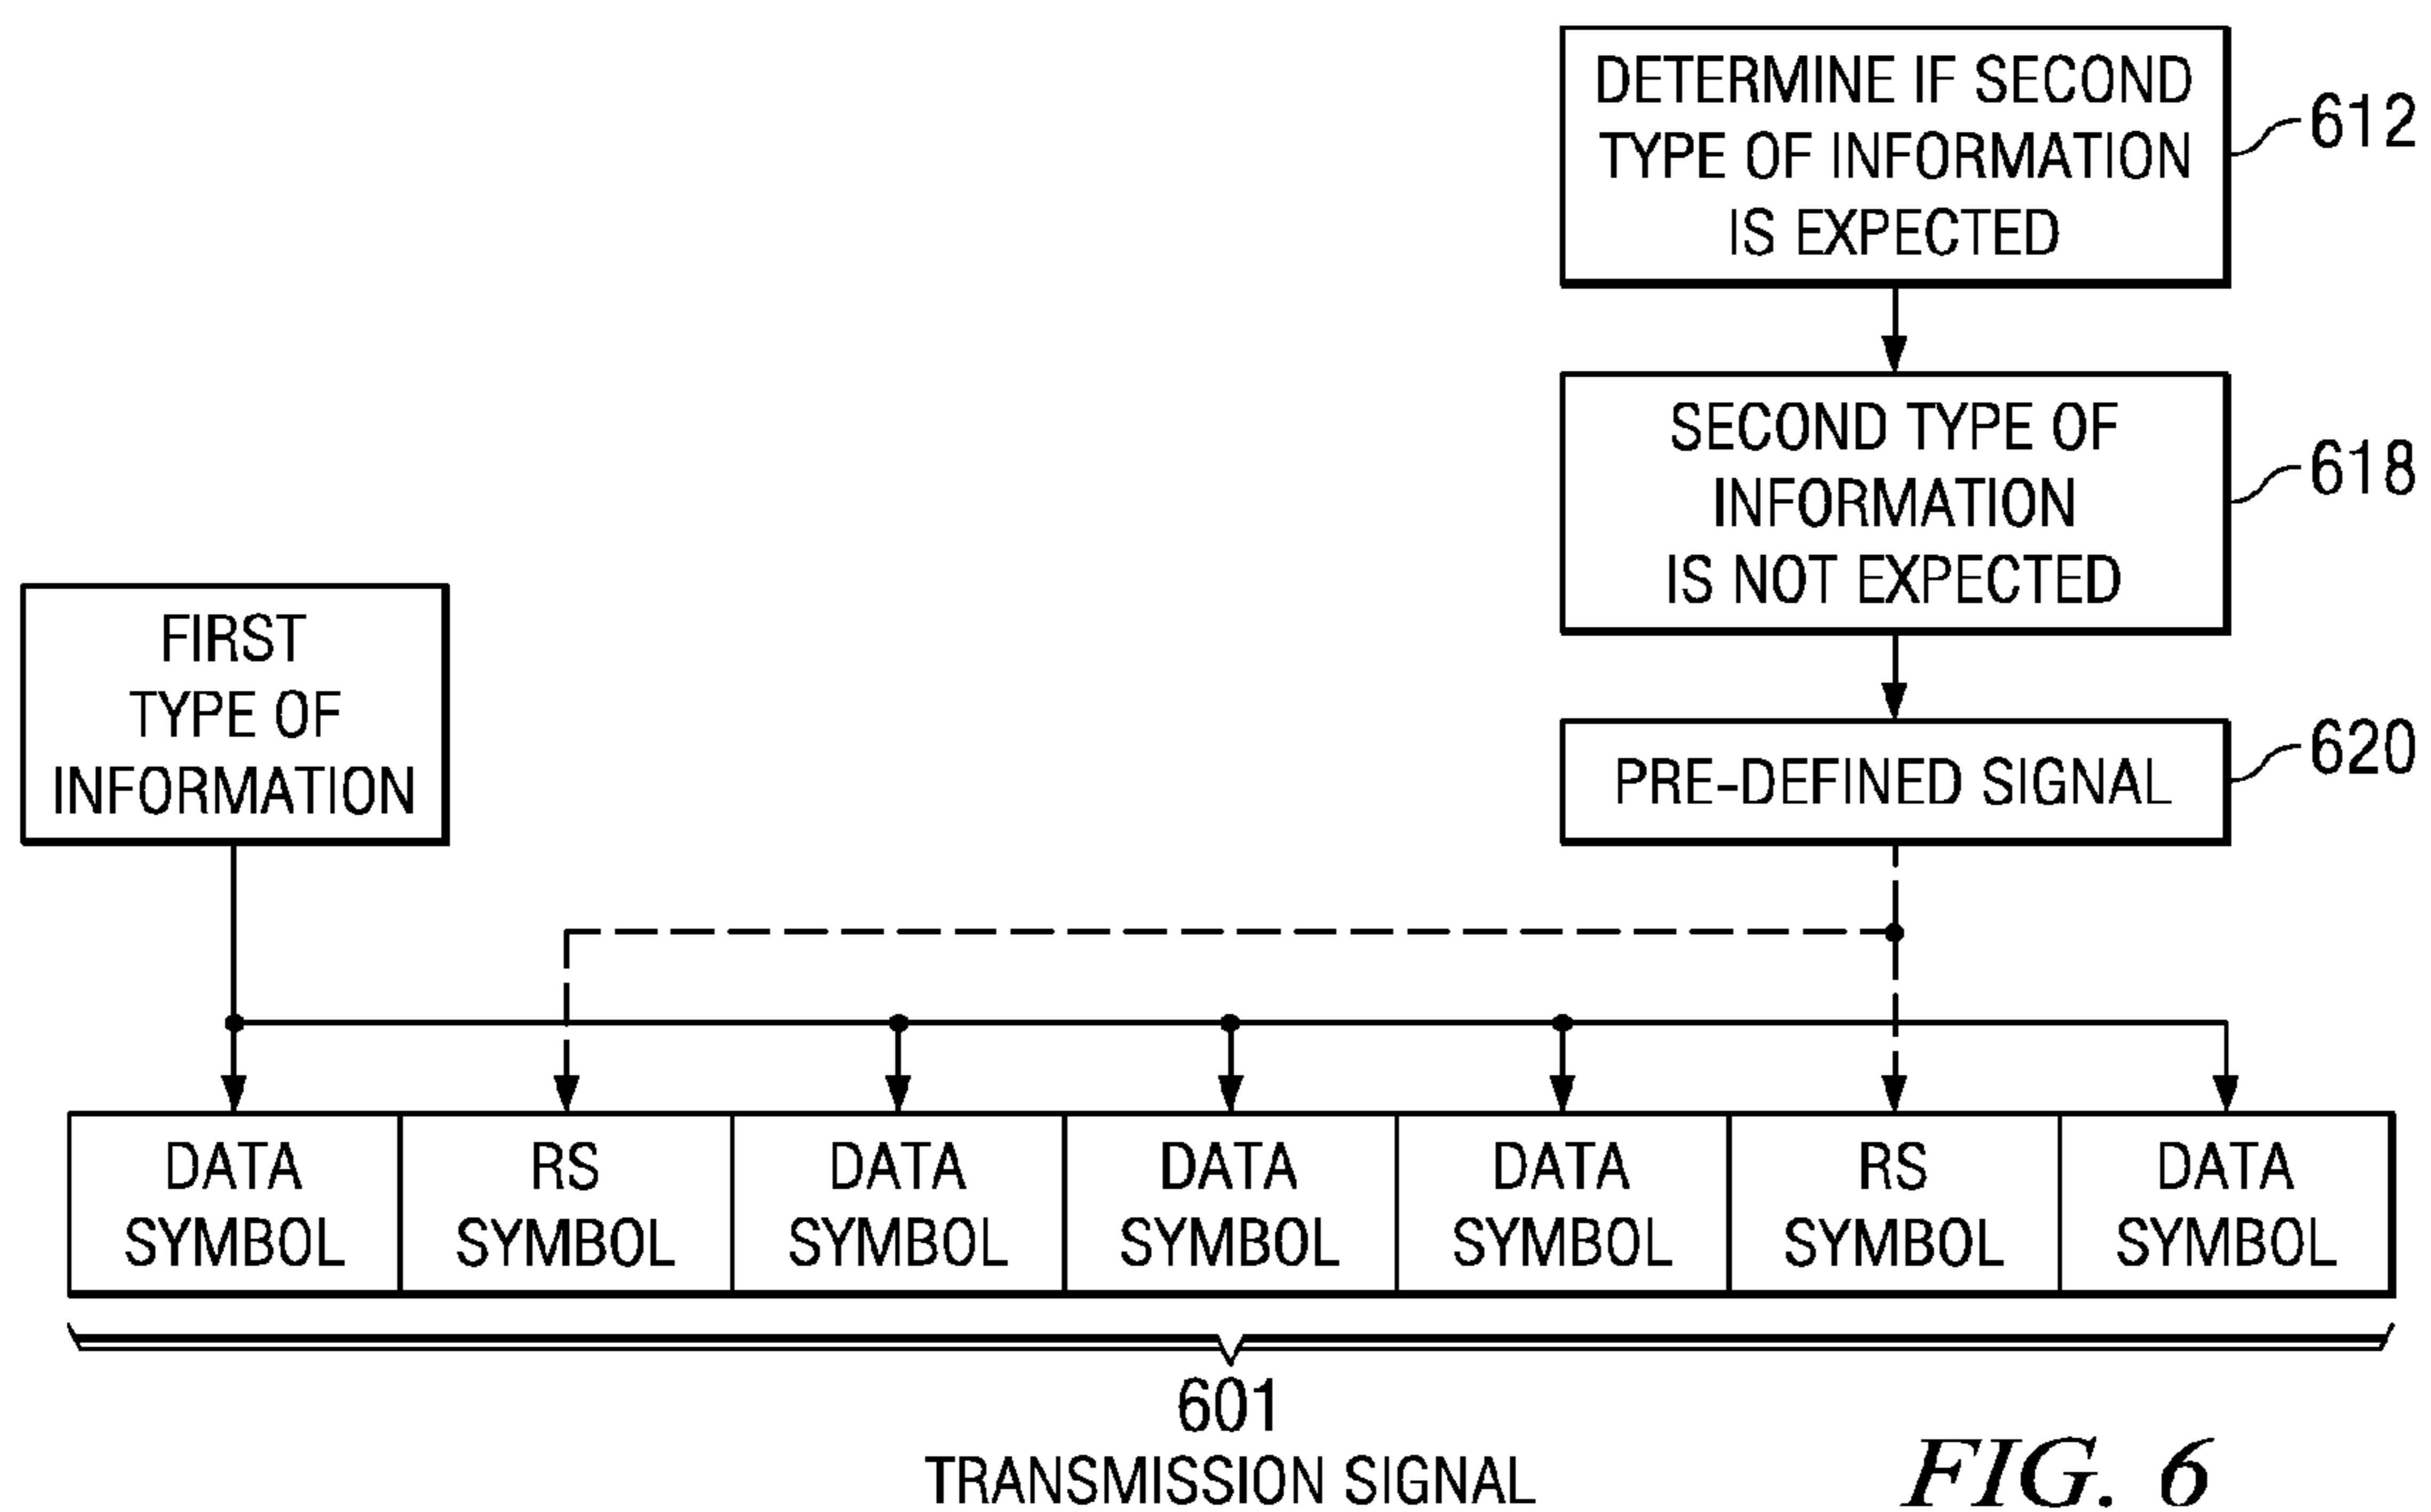 DETERMINE IF SECOND
TYPE OF INFORMATION
IS EXPECTED
612
SECOND TYPE OF
INFORMATION
IS NOT EXPECTED
618
FIRST
TYPE OF
INFORMATION
PRE-DEFINED SIGNAL
620
DATA
SYMBOL
RS
SYMBOL
DATA
SYMBOL
DATA
SYMBOL
DATA
SYMBOL
RS
SYMBOL
DATA
SYMBOL
601
TRANSMISSION SIGNAL
FIG. 6